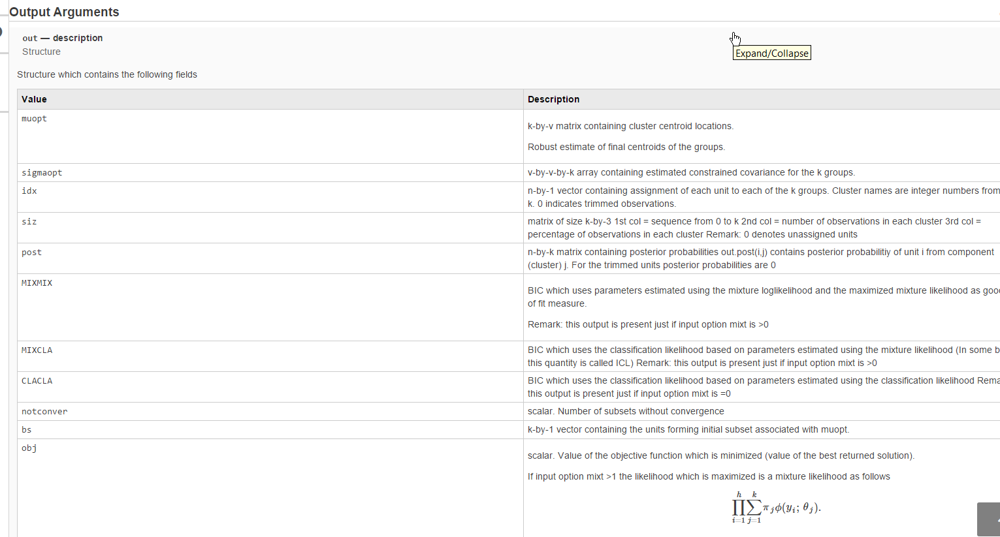 Output Arguments
out — description
Structure
Expand/Collapse
Structure which contains the following fields
Value Description
muopt
k-by-v matrix containing cluster centroid locations.
Robust estimate of final centroids of the groups.
sigmaopt v-by-v-by-k array containing estimated constrained covariance for the k groups.
idx n-by-1 vector containing assignment of each unit to each of the k groups. Cluster names are integer numbers from
k. 0 indicates trimmed observations.
siz matrix of size k-by-3 1st col = sequence from 0 to k 2nd col = number of observations in each cluster 3rd col =
percentage of observations in each cluster Remark: 0 denotes unassigned units
post n-by-k matrix containing posterior probabilities out.post(i,j) contains posterior probabilitiy of unit i from component
(cluster) j. For the trimmed units posterior probabilities are 0
MIXMIX
BIC which uses parameters estimated using the mixture loglikelihood and the maximized mixture likelihood as
of fit measure.
Remark: this output is present just if input option mixt is >0
MIXCLA BIC which uses the classification likelihood based on parameters estimated using the mixture likelihood (In some b
this quantity is called ICL) Remark: this output is present just if input option mixt is >0
CLACLA BIC which uses the classification likelihood based on parameters estimated using the classification likelihood Rema
this output is present just if input option mixt is =0
notconver scalar. Number of subsets without convergence
bs k-by-1 vector containing the units forming initial subset associated with muopt.
obj
scalar. Value of the objective function which is minimized (value of the best returned solution).
If input option mixt >1 the likelihood which is maximized is a mixture likelihood as follows
∏_{i=1}^{h} ∑_{j=1}^{k} π_j ϕ(y_i; θ_j).